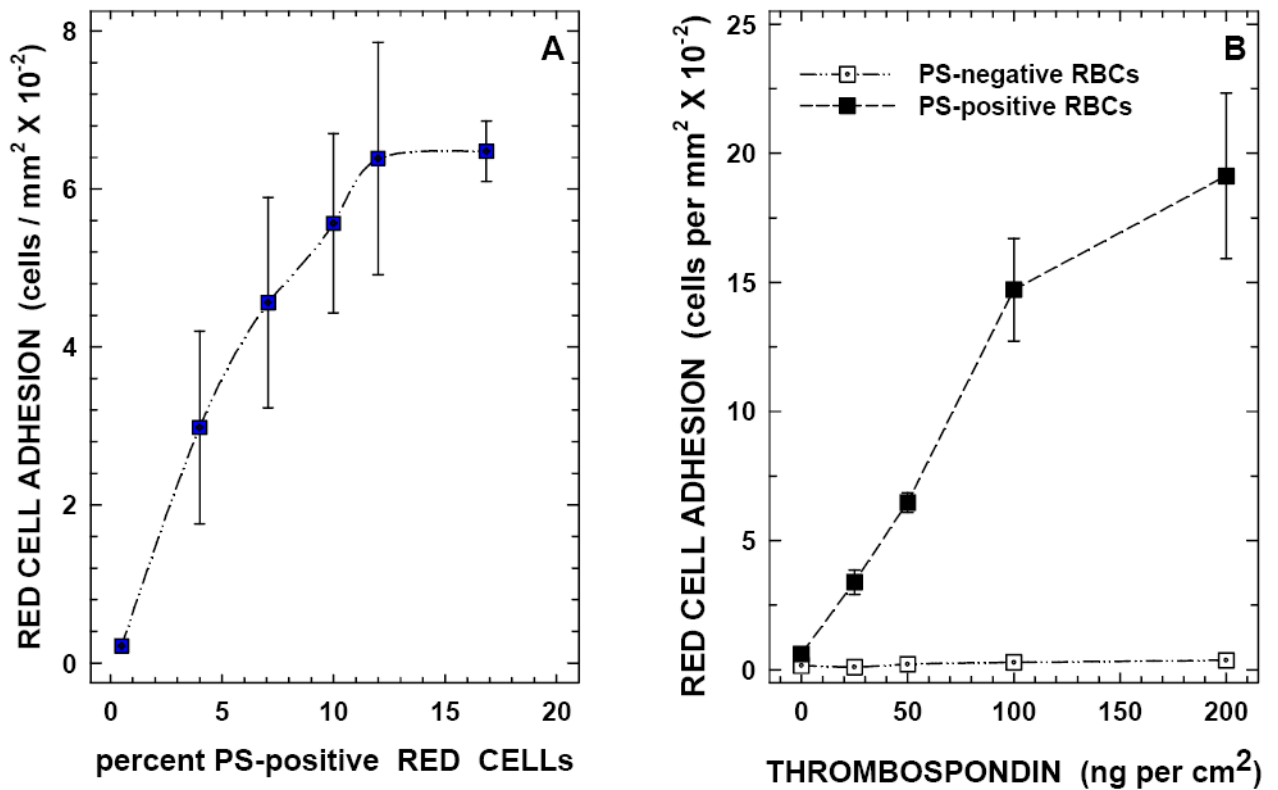 A
RED CELL ADHESION (cells / mm² X 10⁻²)
8
6
4
2
0
0 5 10 15 20
percent PS-positive RED CELLs
B
RED CELL ADHESION (cells per mm² X 10⁻²)
PS-negative RBCs
PS-positive RBCs
25
20
15
10
5
0
0 50 100 150 200
THROMBOSPONDIN (ng per cm²)